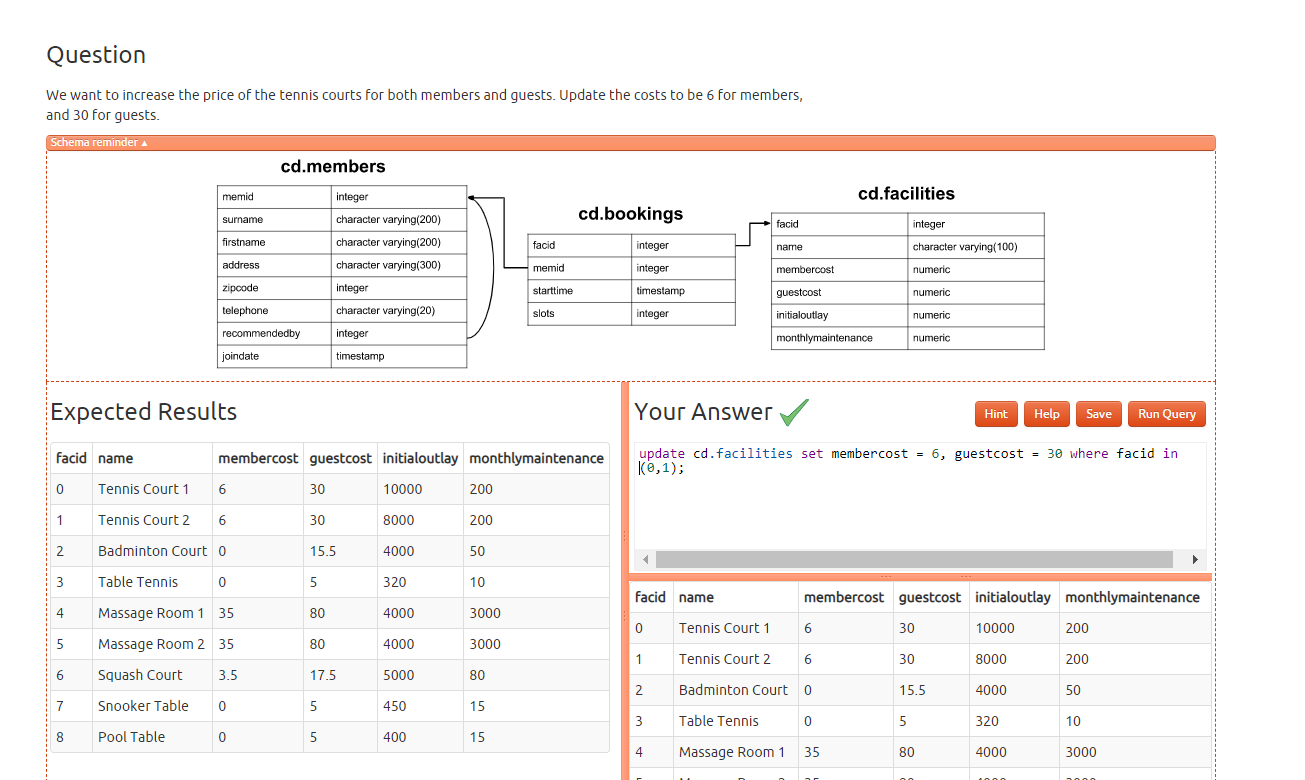 Question
We want to increase the price of the tennis courts for both members and guests. Update the costs to be 6 for members,
and 30 for guests.
Schema reminder ▲
cd.members
memid integer
surname character varying(200)
firstname character varying(200)
address character varying(300)
zipcode integer
telephone character varying(20)
recommendedby integer
joindate timestamp
cd.bookings
facid integer
memid integer
starttime timestamp
slots integer
cd.facilities
facid integer
name character varying(100)
membercost numeric
guestcost numeric
initialoutlay numeric
monthlymaintenance numeric
Expected Results
facid name membercost guestcost initialoutlay monthlymaintenance
0 Tennis Court 1 6 30 10000 200
1 Tennis Court 2 6 30 8000 200
2 Badminton Court 0 15.5 4000 50
3 Table Tennis 0 5 320 10
4 Massage Room 1 35 80 4000 3000
5 Massage Room 2 35 80 4000 3000
6 Squash Court 3.5 17.5 5000 80
7 Snooker Table 0 5 450 15
8 Pool Table 0 5 400 15
Your Answer
Hint Help Save Run Query
update cd.facilities set membercost = 6, guestcost = 30 where facid in
(0,1);
facid name membercost guestcost initialoutlay monthlymaintenance
0 Tennis Court 1 6 30 10000 200
1 Tennis Court 2 6 30 8000 200
2 Badminton Court 0 15.5 4000 50
3 Table Tennis 0 5 320 10
4 Massage Room 1 35 80 4000 3000